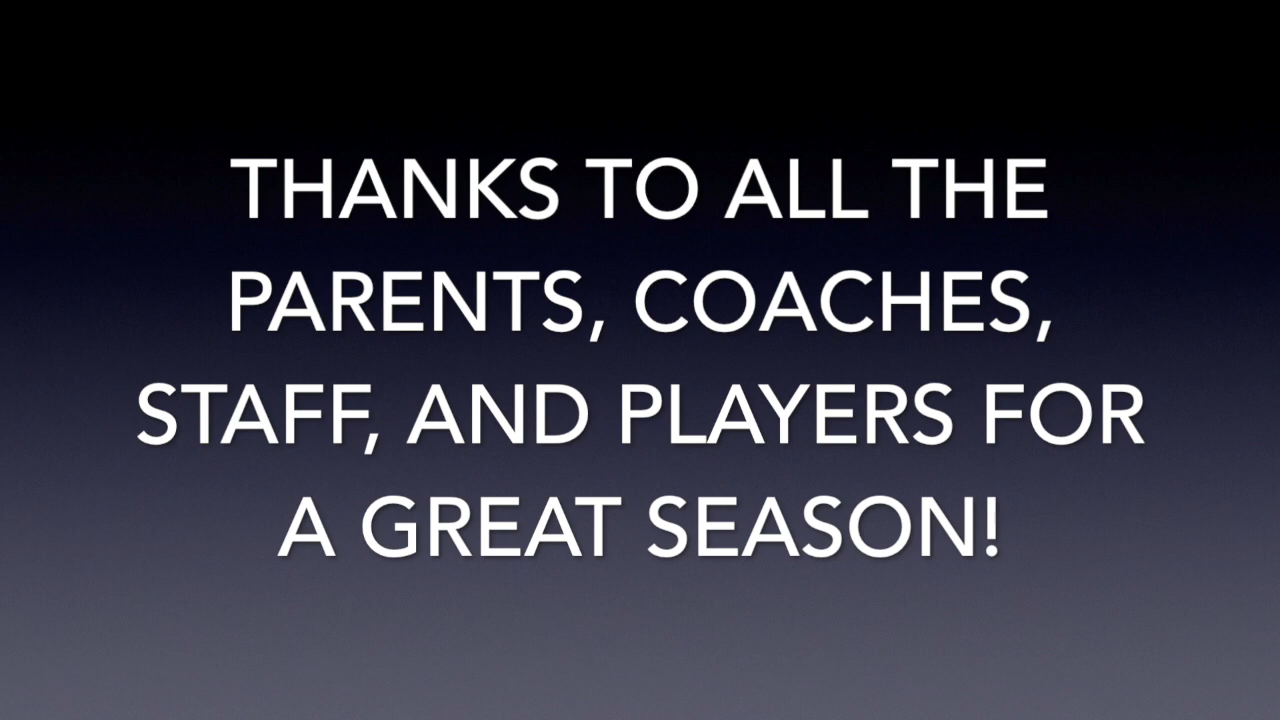 THANKS TO ALL THE
PARENTS, COACHES,
STAFF, AND PLAYERS FOR
A GREAT SEASON!